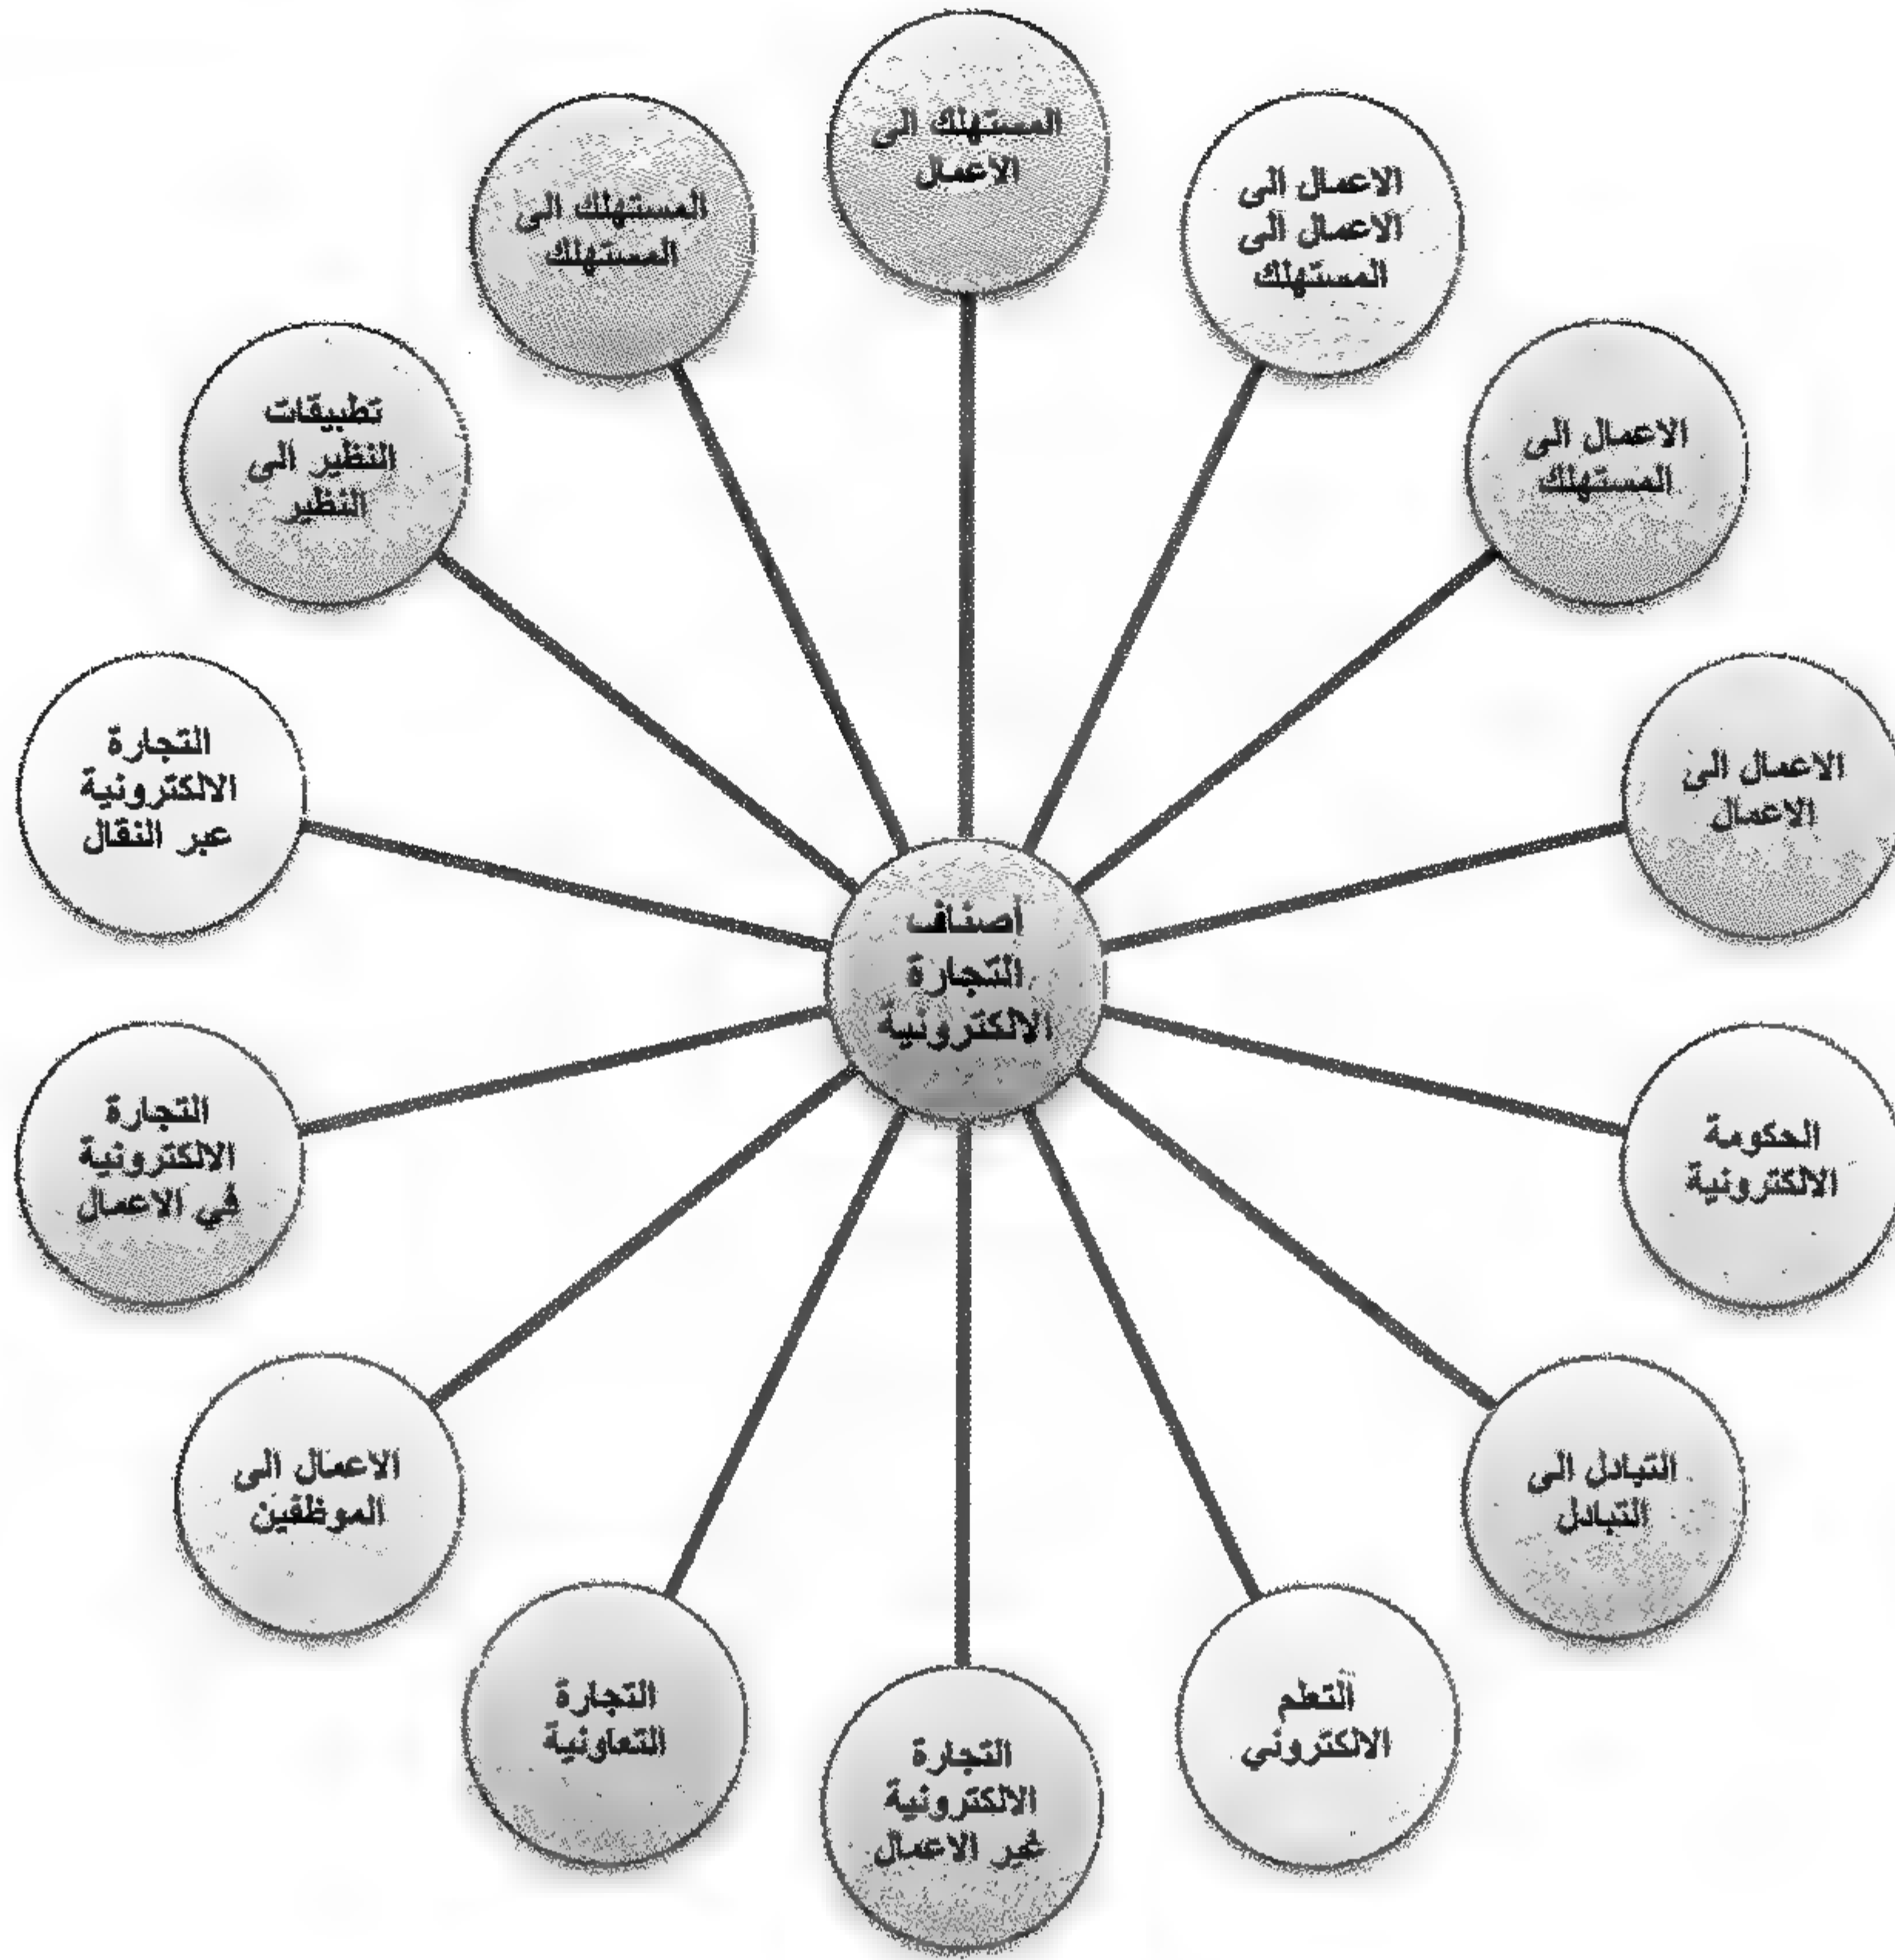 المستهلك الى
الاعمال
الاعمال الى
الاعمال الى
المستهلك
الاعمال الى
المستهلك
الاعمال الى
الاعمال
الحكومة
الالكترونية
التبادل الى
التبادل
التعلم
الالكتروني
التجارة
الالكترونية
غير الاعمال
التجارة
التعاونية
الاعمال الى
الموظفين
التجارة
الالكترونية
في الاعمال
التجارة
الالكترونية
عبر النقال
تطبيقات
النظير الى
النظير
المستهلك الى
المستهلك
أصناف
التجارة
الالكترونية